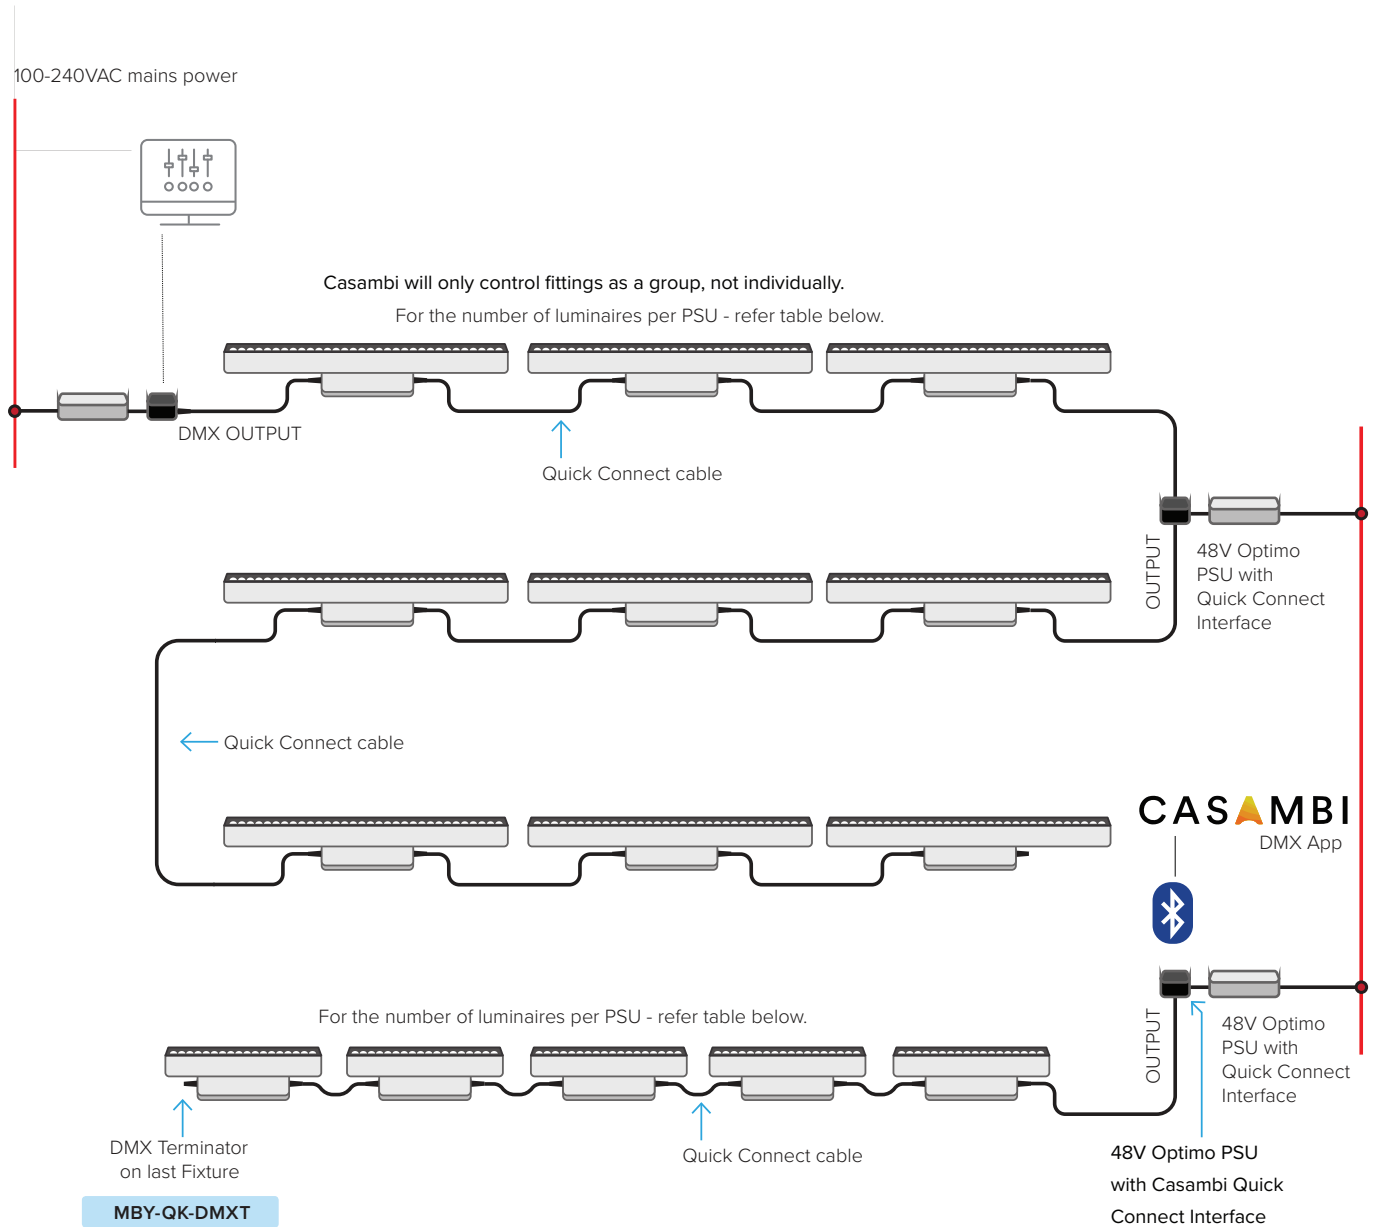 100-240VAC mains power
Casambi will only control fittings as a group, not individually.
For the number of luminaires per PSU - refer table below.
DMX OUTPUT
Quick Connect cable
OUTPUT
48V Optimo
PSU with
Quick Connect
Interface
Quick Connect cable
CASAMBI
DMX App
For the number of luminaires per PSU - refer table below.
OUTPUT
48V Optimo
PSU with
Quick Connect
Interface
DMX Terminator
on last Fixture
MBY-QK-DMXT
Quick Connect cable
48V Optimo PSU
with Casambi Quick
Connect Interface